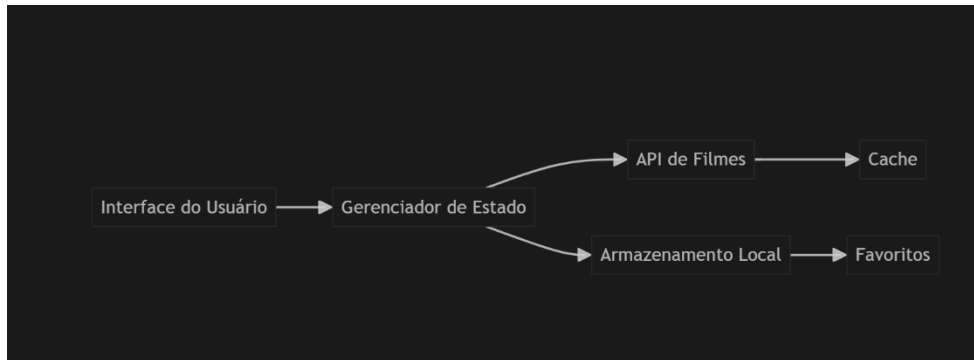 Interface do Usuário
Gerenciador de Estado
API de Filmes
Cache
Armazenamento Local
Favoritos